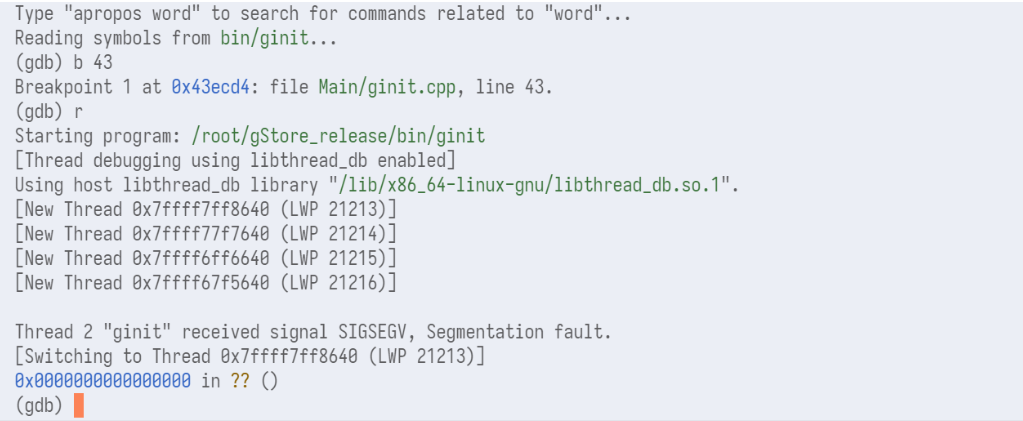 Type "apropos word" to search for commands related to "word"...
Reading symbols from bin/ginit...
(gdb) b 43
Breakpoint 1 at 0x43ecd4: file Main/ginit.cpp, line 43.
(gdb) r
Starting program: /root/gStore_release/bin/ginit
[Thread debugging using libthread_db enabled]
Using host libthread_db library "/lib/x86_64-linux-gnu/libthread_db.so.1".
[New Thread 0x7ffff7ff8640 (LWP 21213)]
[New Thread 0x7ffff77f7640 (LWP 21214)]
[New Thread 0x7ffff6ff6640 (LWP 21215)]
[New Thread 0x7ffff67f5640 (LWP 21216)]
Thread 2 "ginit" received signal SIGSEGV, Segmentation fault.
[Switching to Thread 0x7ffff7ff8640 (LWP 21213)]
0x0000000000000000 in ?? ()
(gdb)